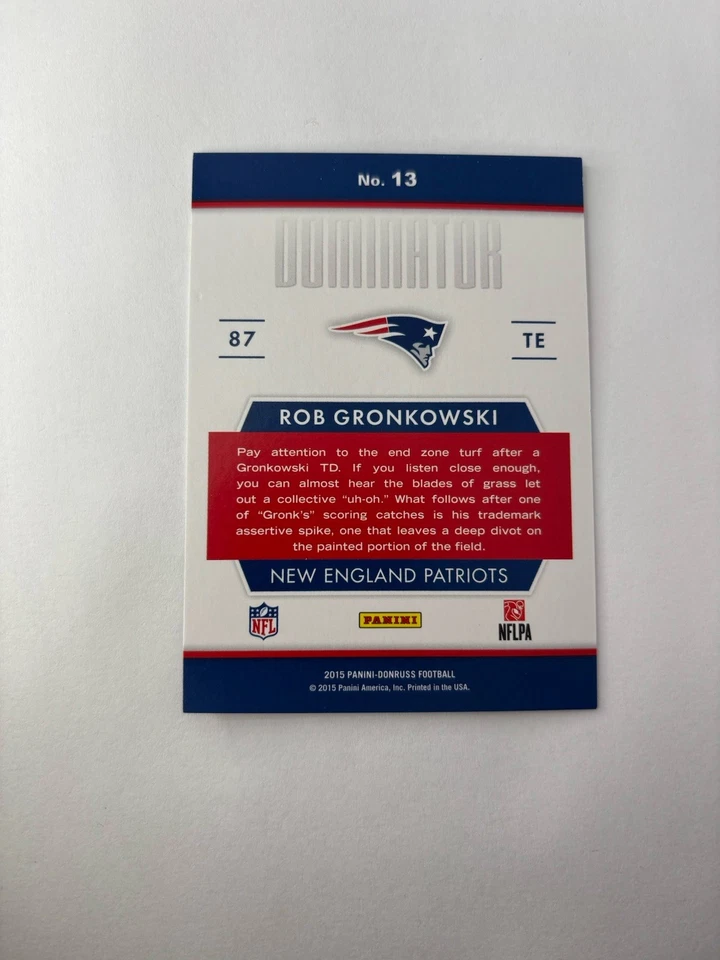 No. 13
DOMINATOR
87
TE
ROB GRONKOWSKI
Pay attention to the end zone turf after a
Gronkowski TD. If you listen close enough,
you can almost hear the blades of grass let
out a collective “uh-oh.” What follows after one
of “Gronk’s” scoring catches is his trademark
assertive spike, one that leaves a deep divot on
the painted portion of the field.
NEW ENGLAND PATRIOTS
NFL
PANINI
NFLPA
2015 PANINI-DONRUSS FOOTBALL
© 2015 Panini America, Inc. Printed in the USA.